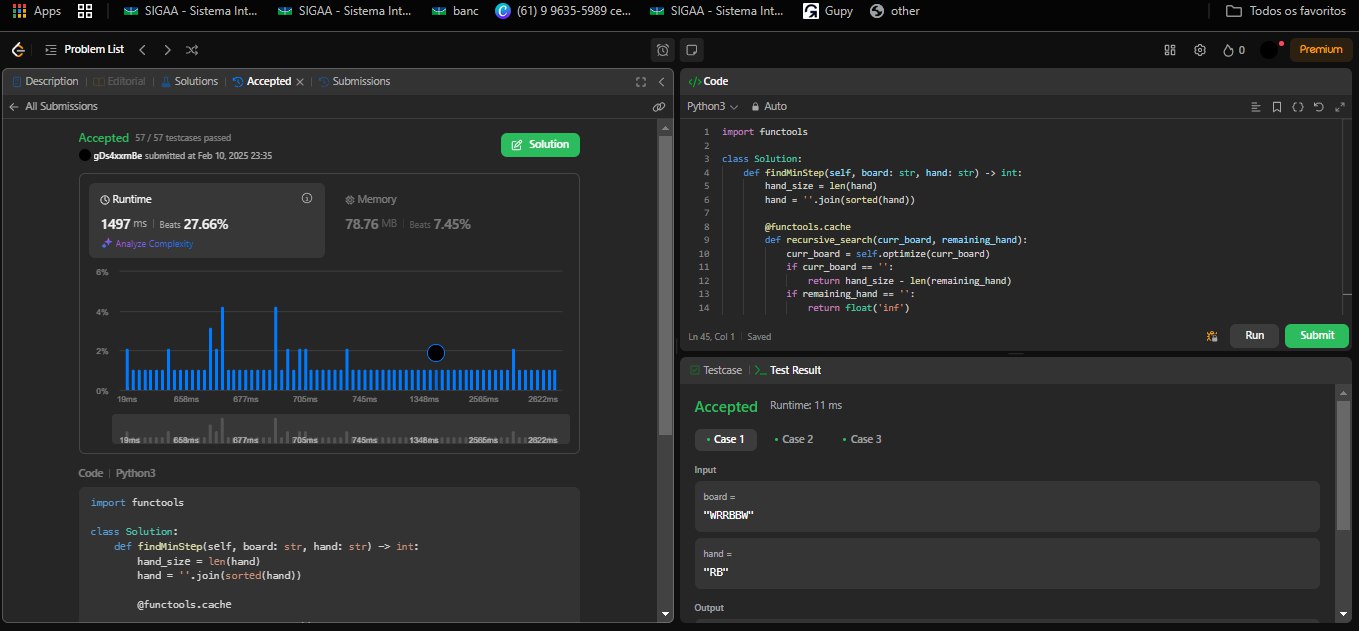 Apps SIGAA - Sistema Int... SIGAA - Sistema Int... banc (61) 9 9635-5989 ce... SIGAA - Sistema Int... Gupy other Todos os favoritos
Problem List 0 Premium
Description Editorial Solutions Accepted Submissions
All Submissions
Accepted 57 / 57 testcases passed
gDs4xxmBe submitted at Feb 10, 2025 23:35
Solution
Runtime
1497 ms Beats 27.66%
Analyze Complexity
Memory
78.76 MB Beats 7.45%
6%
4%
2%
0%
19ms 658ms 677ms 705ms 745ms 1348ms 2565ms 2622ms
19ms 658ms 677ms 705ms 745ms 1348ms 2565ms 2622ms
Code Python3
import functools
class Solution:
def findMinStep(self, board: str, hand: str) -> int:
hand_size = len(hand)
hand = ''.join(sorted(hand))
@functools.cache
Code
Python3 Auto
1 import functools
2
3 class Solution:
4 def findMinStep(self, board: str, hand: str) -> int:
5 hand_size = len(hand)
6 hand = ''.join(sorted(hand))
7
8 @functools.cache
9 def recursive_search(curr_board, remaining_hand):
10 curr_board = self.optimize(curr_board)
11 if curr_board == '':
12 return hand_size - len(remaining_hand)
13 if remaining_hand == '':
14 return float('inf')
Ln 45, Col 1 Saved
Run Submit
Testcase Test Result
Accepted Runtime: 11 ms
Case 1 Case 2 Case 3
Input
board =
"WRRBBW"
hand =
"RB"
Output